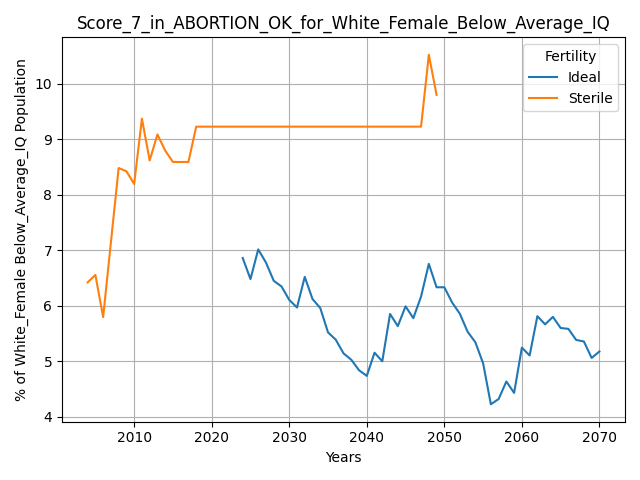 Score_7_in_ABORTION_OK_for_White_Female_Below_Average_IQ
% of White_Female Below_Average_IQ Population
10
9
8
7
6
5
4
Fertility
Ideal
Sterile
2010 2020 2030 2040 2050 2060 2070
Years